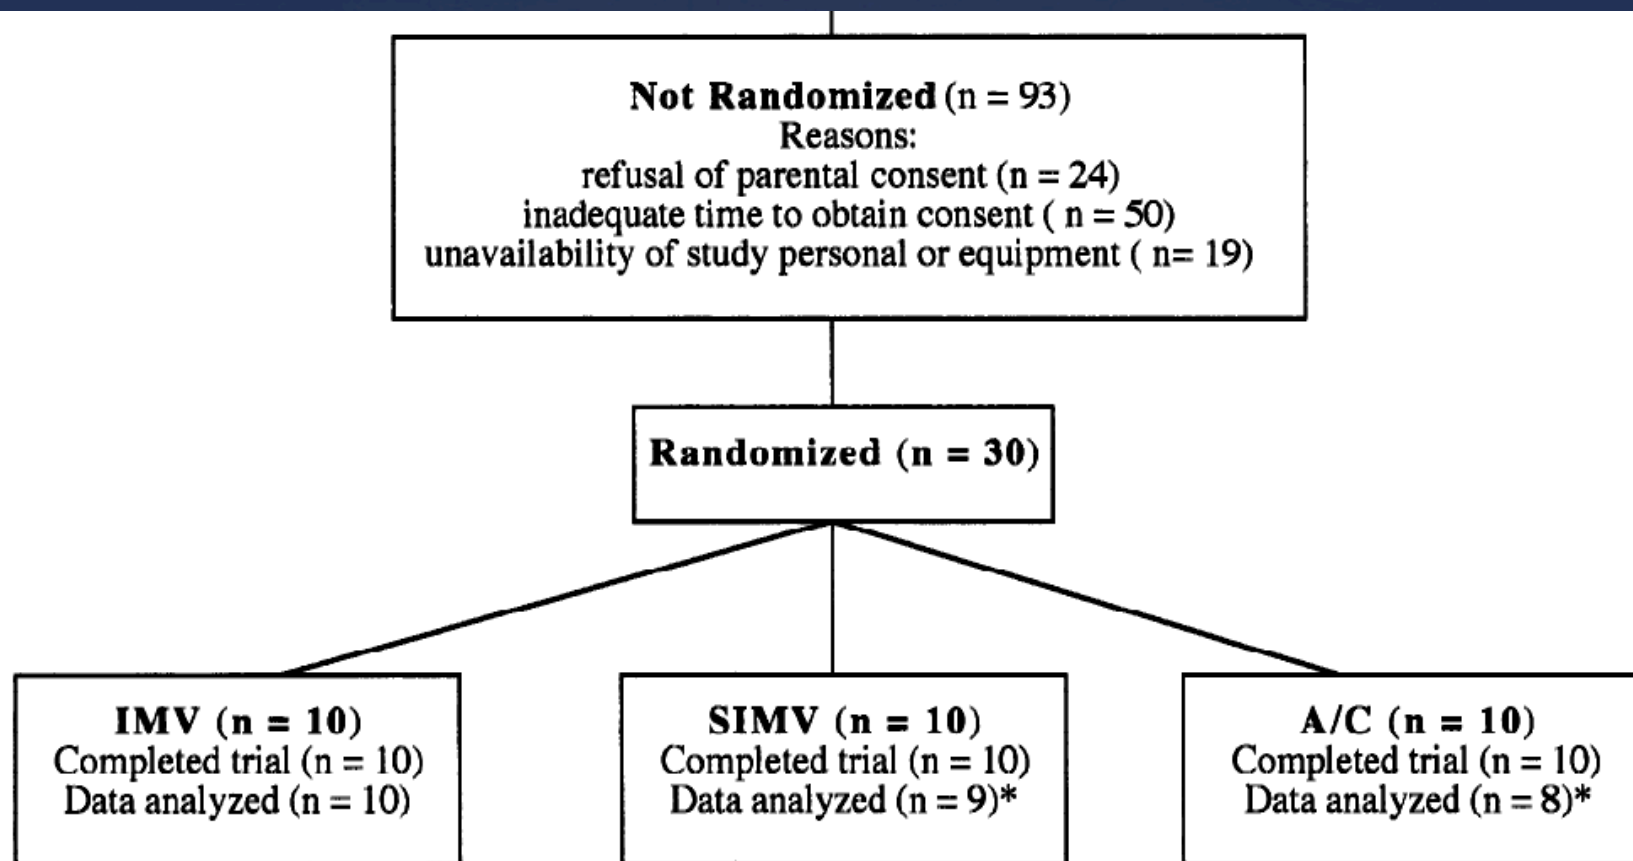 Not Randomized (n = 93)
Reasons:
refusal of parental consent (n = 24)
inadequate time to obtain consent ( n = 50)
unavailability of study personal or equipment ( n= 19)
Randomized (n = 30)
IMV (n = 10)
Completed trial (n = 10)
Data analyzed (n = 10)
SIMV (n = 10)
Completed trial (n = 10)
Data analyzed (n = 9)*
A/C (n = 10)
Completed trial (n = 10)
Data analyzed (n = 8)*